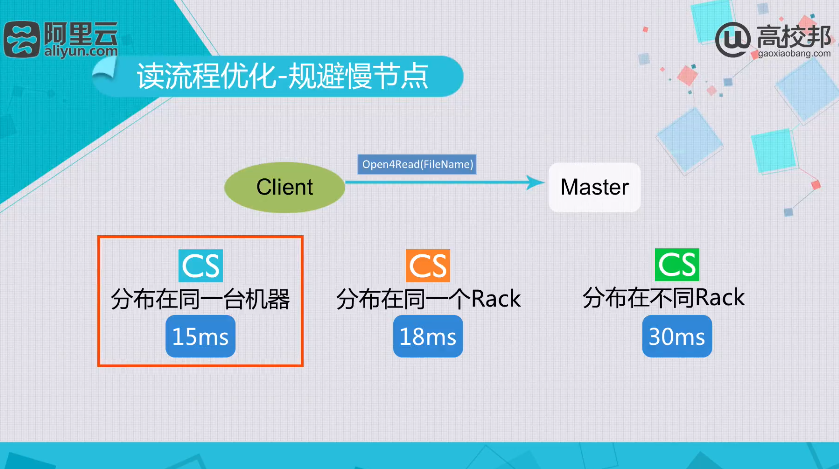 阿里云
aliyun.com
高校邦
gaoxiaobang.com
读流程优化-规避慢节点
Open4Read(FileName)
Client
Master
CS
CS
CS
分布在同一台机器
分布在同一个Rack
分布在不同Rack
15ms
18ms
30ms